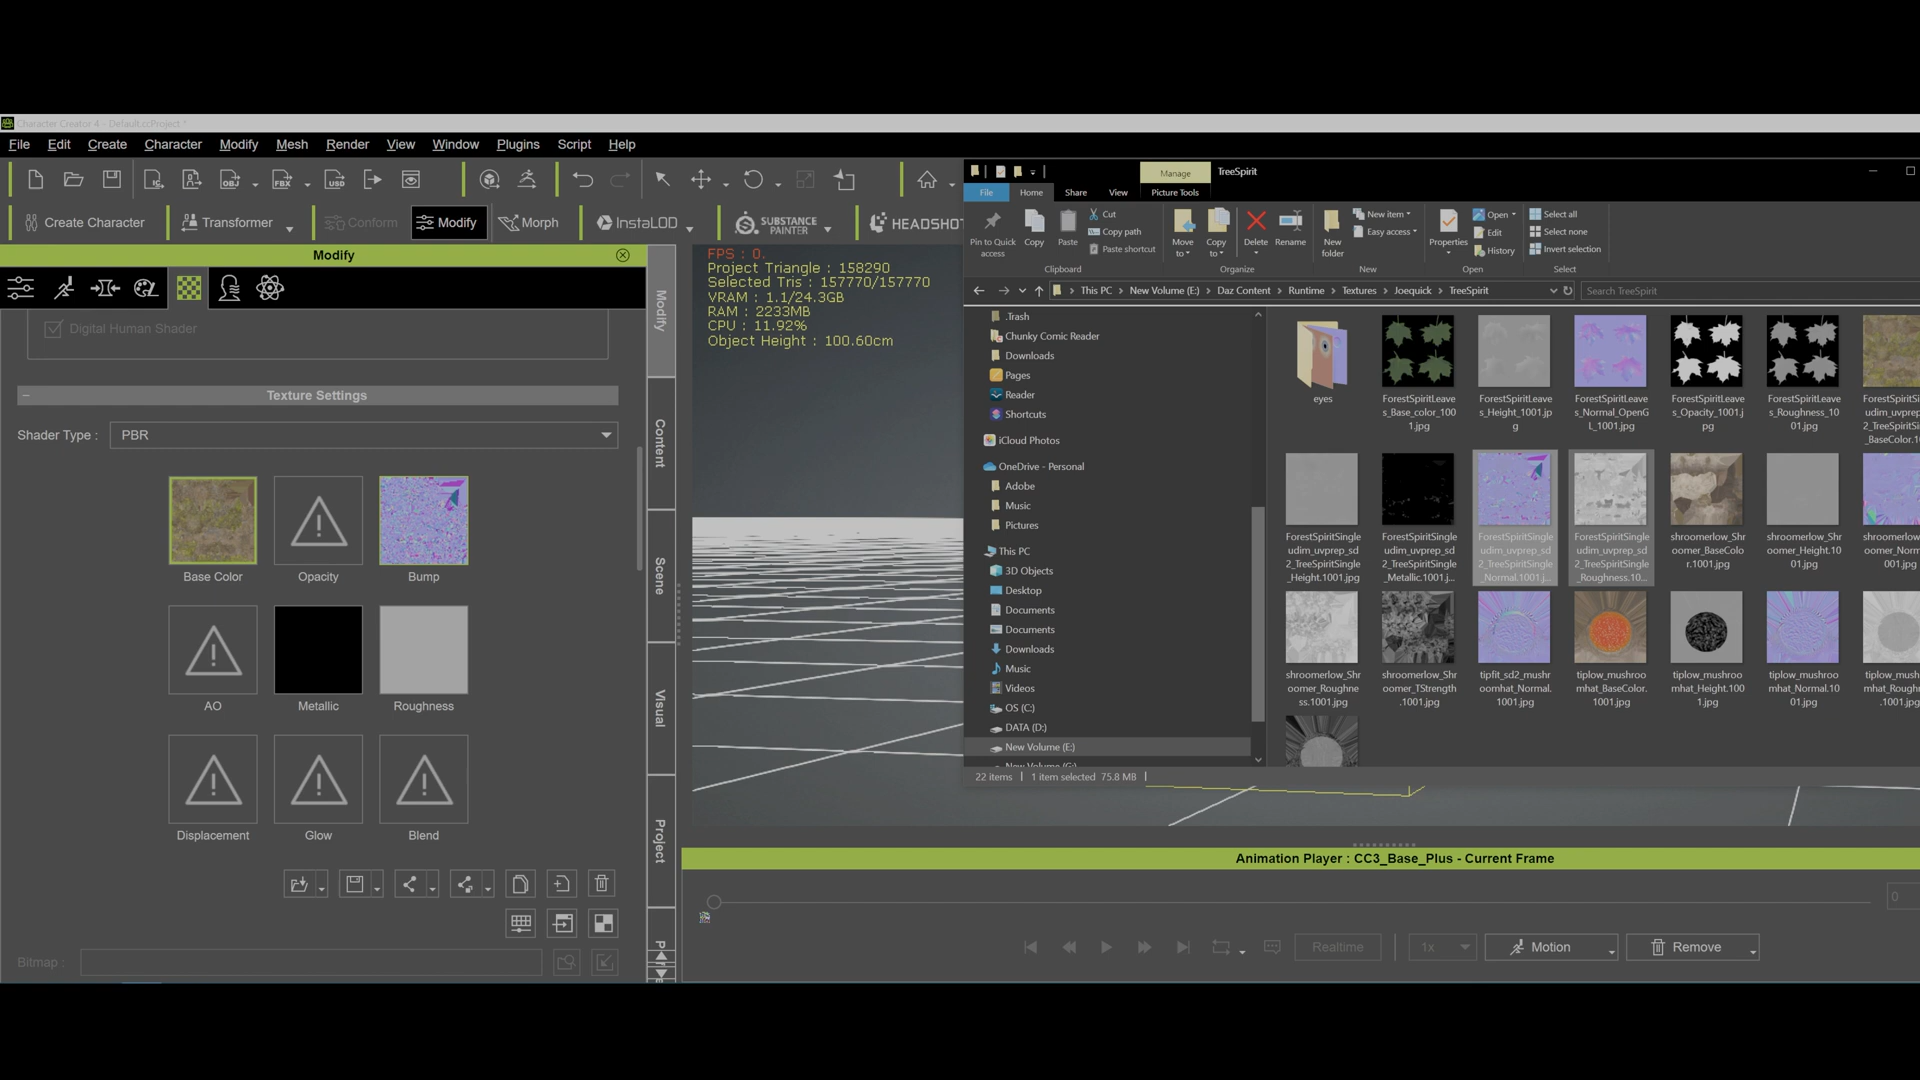 Character Creator 4 - Default.ccProject *
File Edit Create Character Modify Mesh Render View Window Plugins Script Help
Create Character Transformer Conform Modify Morph InstaLOD SUBSTANCE PAINTER
Modify
Digital Human Shader
Texture Settings
Shader Type : PBR
Base Color Opacity Bump
AO Metallic Roughness
Displacement Glow Blend
Bitmap :
Modify
Content
Scene
Visual
Project
FPS : 0.
Project Triangle : 158290
Selected Tris : 157770/157770
VRAM : 1.1/24.3GB
RAM : 2233MB
CPU : 11.92%
Object Height : 100.60cm
Manage TreeSpirit
File Home Share View Picture Tools
Pin to Quick access Copy Paste Cut Copy path Paste shortcut
Move to Copy to Delete Rename
New folder New item Easy access
Properties Open Edit History
Select all Select none Invert selection
Clipboard Organize New Open Select
This PC New Volume (E:) Daz Content Runtime Textures Joequick TreeSpirit Search TreeSpirit
.Trash
Chunky Comic Reader
Downloads
Pages
Reader
Shortcuts
iCloud Photos
OneDrive - Personal
Adobe
Music
Pictures
This PC
3D Objects
Desktop
Documents
Documents
Downloads
Music
Videos
OS (C:)
DATA (D:)
New Volume (E:)
eyes
ForestSpiritLeaves_Base_color_1001.jpg
ForestSpiritLeaves_Height_1001.jpg
ForestSpiritLeaves_Normal_OpenGL_1001.jpg
ForestSpiritLeaves_Opacity_1001.jpg
ForestSpiritLeaves_Roughness_1001.jpg
ForestSpiritSingleudim_uvprep_sd2_TreeSpiritSingle_Height.1001.jpg
ForestSpiritSingleudim_uvprep_sd2_TreeSpiritSingle_Metallic.1001.j...
ForestSpiritSingleudim_uvprep_sd2_TreeSpiritSingle_Normal.1001.j...
ForestSpiritSingleudim_uvprep_sd2_TreeSpiritSingle_Roughness.10...
shroomerlow_Shroomer_BaseColor.1001.jpg
shroomerlow_Shroomer_Height.1001.jpg
shroomerlow_Shroomer_Roughness.1001.jpg
shroomerlow_Shroomer_TStrength.1001.jpg
tipfit_sd2_mushroomhat_Normal.1001.jpg
tiplow_mushroomhat_BaseColor.1001.jpg
tiplow_mushroomhat_Height.1001.jpg
tiplow_mushroomhat_Normal.1001.jpg
22 items 1 item selected 75.8 MB
Animation Player : CC3_Base_Plus - Current Frame
0
Realtime 1x Motion Remove